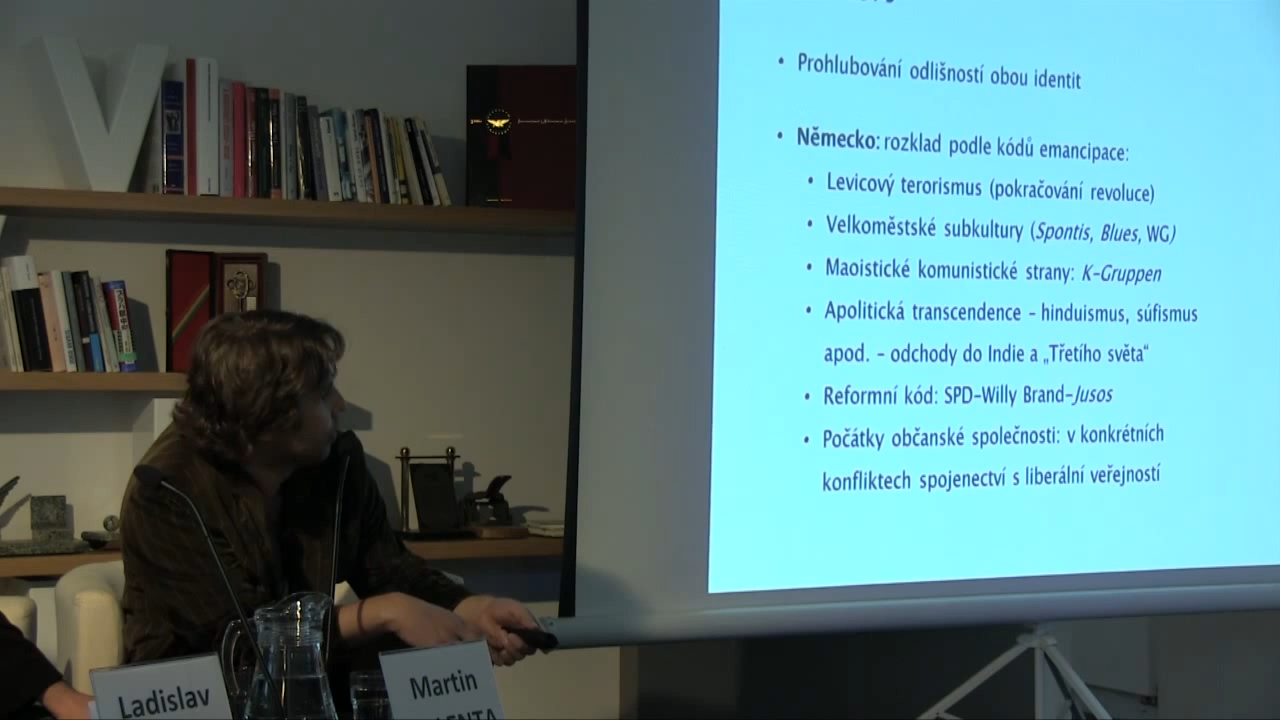 V
• Prohlubování odlišností obou identit
• Německo: rozklad podle kódů emancipace:
• Levicový terorismus (pokračování revoluce)
• Velkoměstské subkultury (Spontis, Blues, WG)
• Maoistické komunistické strany: K-Gruppen
• Apolitická transcendence – hinduismus, súfismus
apod. – odchody do Indie a „Třetího světa“
• Reformní kód: SPD–Willy Brand–Jusos
• Počátky občanské společnosti: v konkrétních
konfliktech spojenectví s liberální veřejností
Ladislav
Martin